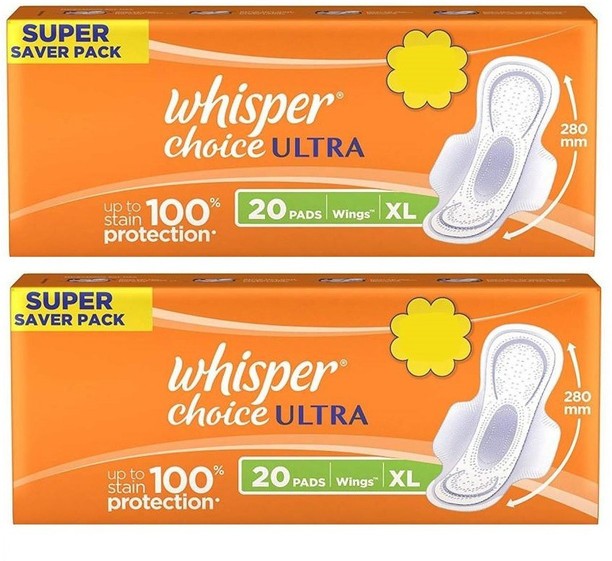 SUPER
SAVER PACK
whisper®
choice ULTRA
280
mm
up to
stain 100%
protection•
20 PADS | Wings™ | XL
SUPER
SAVER PACK
whisper®
choice ULTRA
280
mm
up to
stain 100%
protection•
20 PADS | Wings™ | XL